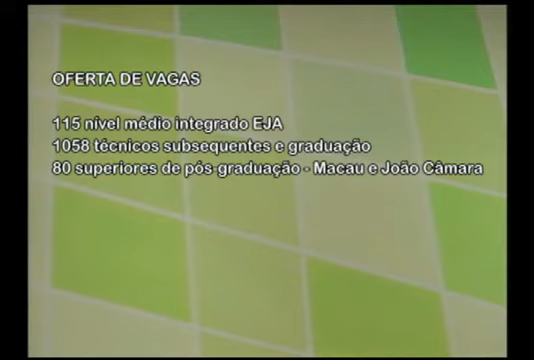 OFERTA DE VAGAS
115 nível médio integrado EJA
1058 técnicos subsequentes e graduação
80 superiores de pós graduação - Macau e João Câmara